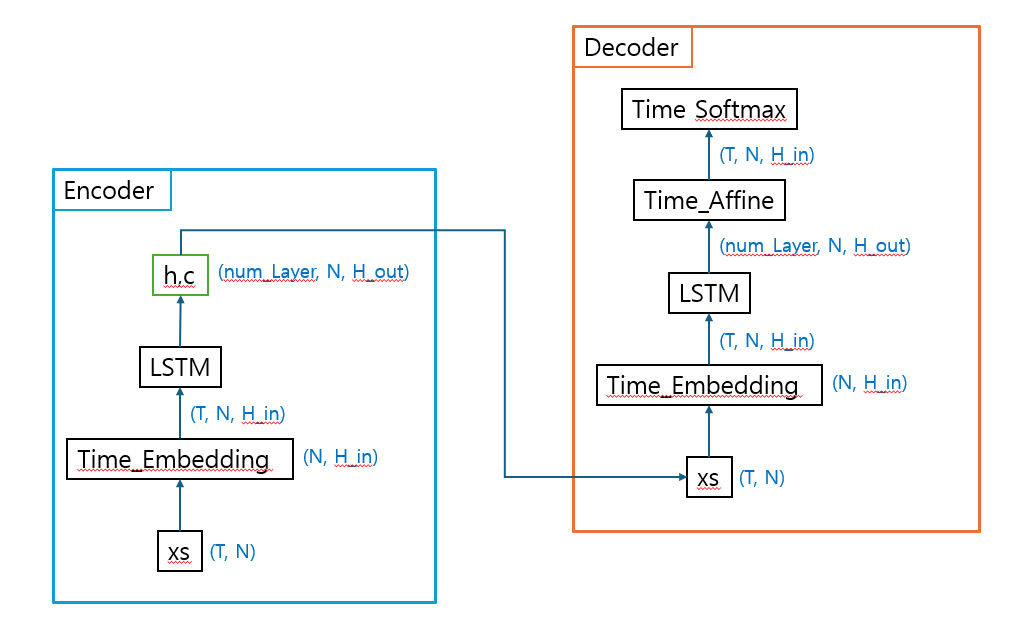 Encoder
h,c
(num_Layer, N, H_out)
LSTM
(T, N, H_in)
Time_Embedding
(N, H_in)
xs
(T, N)
Decoder
Time Softmax
(T, N, H_in)
Time_Affine
(num_Layer, N, H_out)
LSTM
(T, N, H_in)
Time_Embedding
(N, H_in)
xs
(T, N)